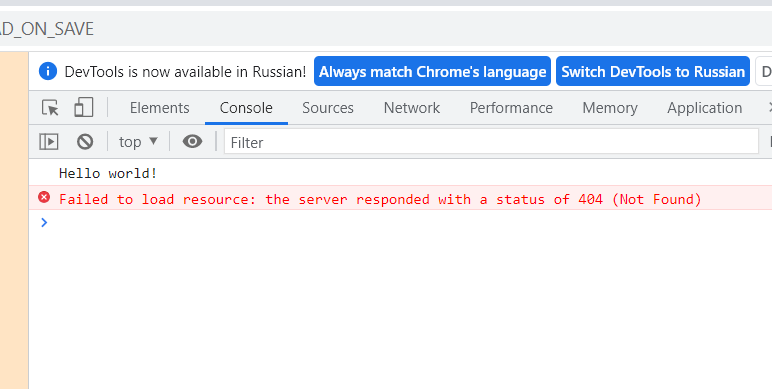 AD_ON_SAVE
DevTools is now available in Russian! Always match Chrome's language Switch DevTools to Russian D
Elements Console Sources Network Performance Memory Application
top Filter
Hello world!
Failed to load resource: the server responded with a status of 404 (Not Found)